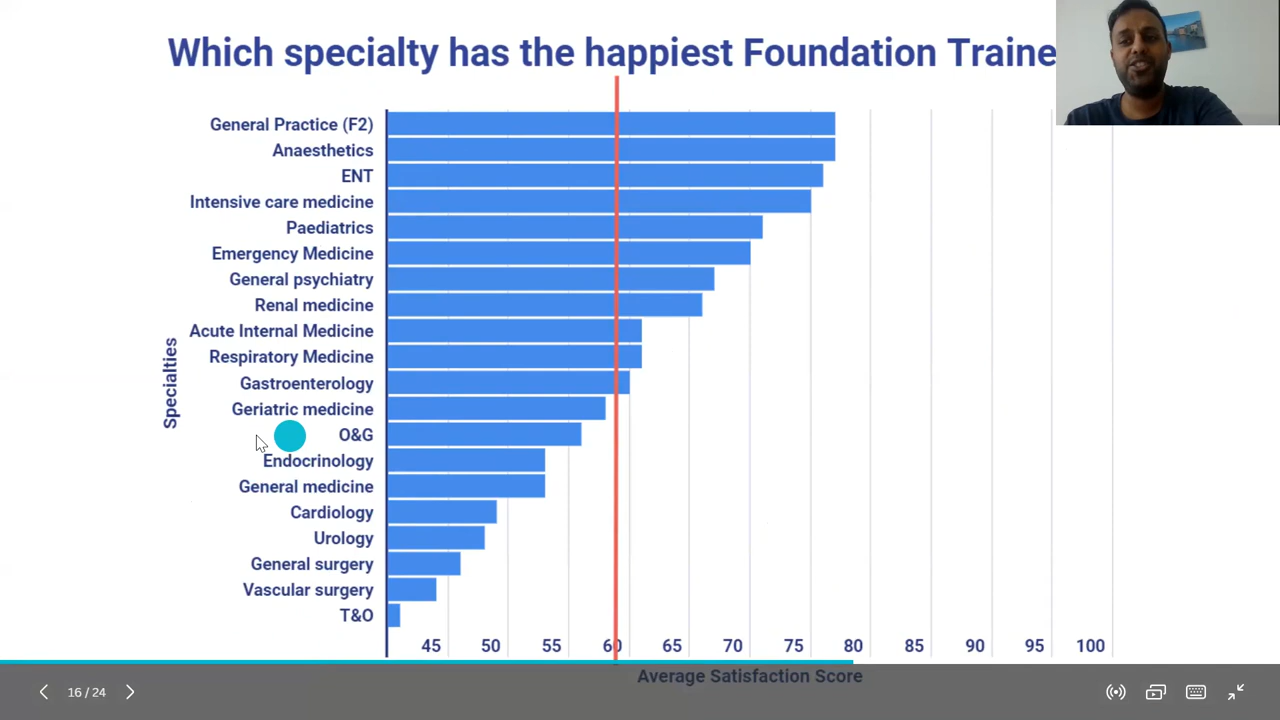 Which specialty has the happiest Foundation Traine
General Practice (F2)
Anaesthetics
ENT
Intensive care medicine
Paediatrics
Emergency Medicine
General psychiatry
Renal medicine
Acute Internal Medicine
Respiratory Medicine
Gastroenterology
Geriatric medicine
O&G
Endocrinology
General medicine
Cardiology
Urology
General surgery
Vascular surgery
T&O
Specialties
45 50 55 60 65 70 75 80 85 90 95 100
Average Satisfaction Score
16 / 24